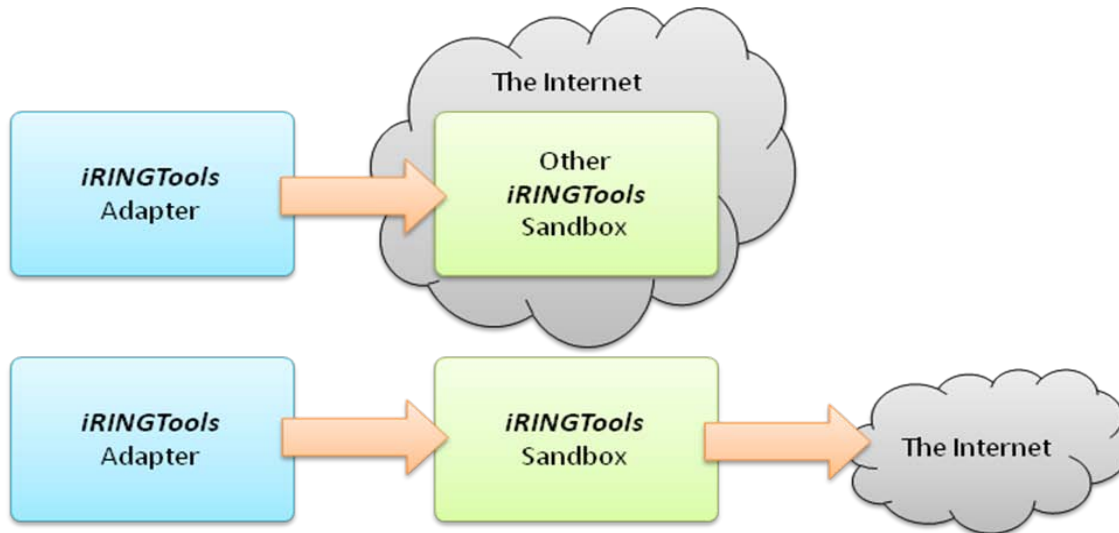 The Internet
iRINGTools
Adapter
Other
iRINGTools
Sandbox
iRINGTools
Adapter
iRINGTools
Sandbox
The Internet